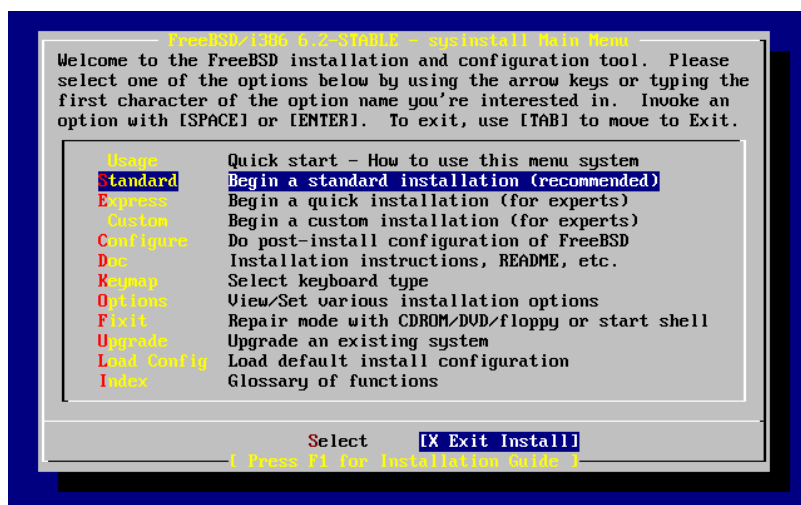 FreeBSD/i386 6.2-STABLE - sysinstall Main Menu
Welcome to the FreeBSD installation and configuration tool. Please
select one of the options below by using the arrow keys or typing the
first character of the option name you're interested in. Invoke an
option with [SPACE] or [ENTER]. To exit, use [TAB] to move to Exit.
Usage Quick start - How to use this menu system
Standard Begin a standard installation (recommended)
Express Begin a quick installation (for experts)
Custom Begin a custom installation (for experts)
Configure Do post-install configuration of FreeBSD
Doc Installation instructions, README, etc.
Keymap Select keyboard type
Options View/Set various installation options
Fixit Repair mode with CDROM/DVD/floppy or start shell
Upgrade Upgrade an existing system
Load Config Load default install configuration
Index Glossary of functions
Select [X Exit Install]
[ Press F1 for Installation Guide ]